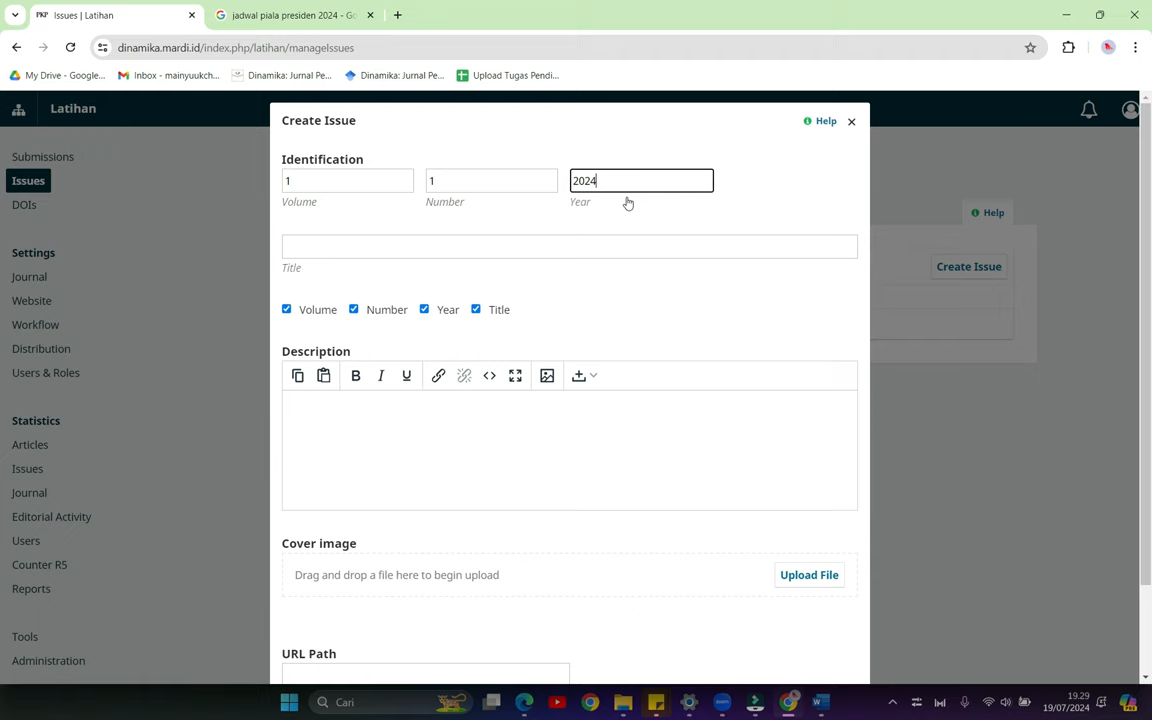 PKP Issues | Latihan
jadwal piala presiden 2024 - Go
dinamika.mardi.id/index.php/latihan/manageIssues
My Drive - Google...
Inbox - mainyuukch...
Dinamika: Jurnal Pe...
Dinamika: Jurnal Pe...
Upload Tugas Pendi...
Latihan
Submissions
Issues
DOIs
Settings
Journal
Website
Workflow
Distribution
Users & Roles
Statistics
Articles
Issues
Journal
Editorial Activity
Users
Counter R5
Reports
Tools
Administration
Create Issue
Help
Identification
1
1
2024
Volume
Number
Year
Title
Volume
Number
Year
Title
Description
B I U
Cover image
Drag and drop a file here to begin upload
Upload File
URL Path
Help
Create Issue
Cari
19.29
19/07/2024